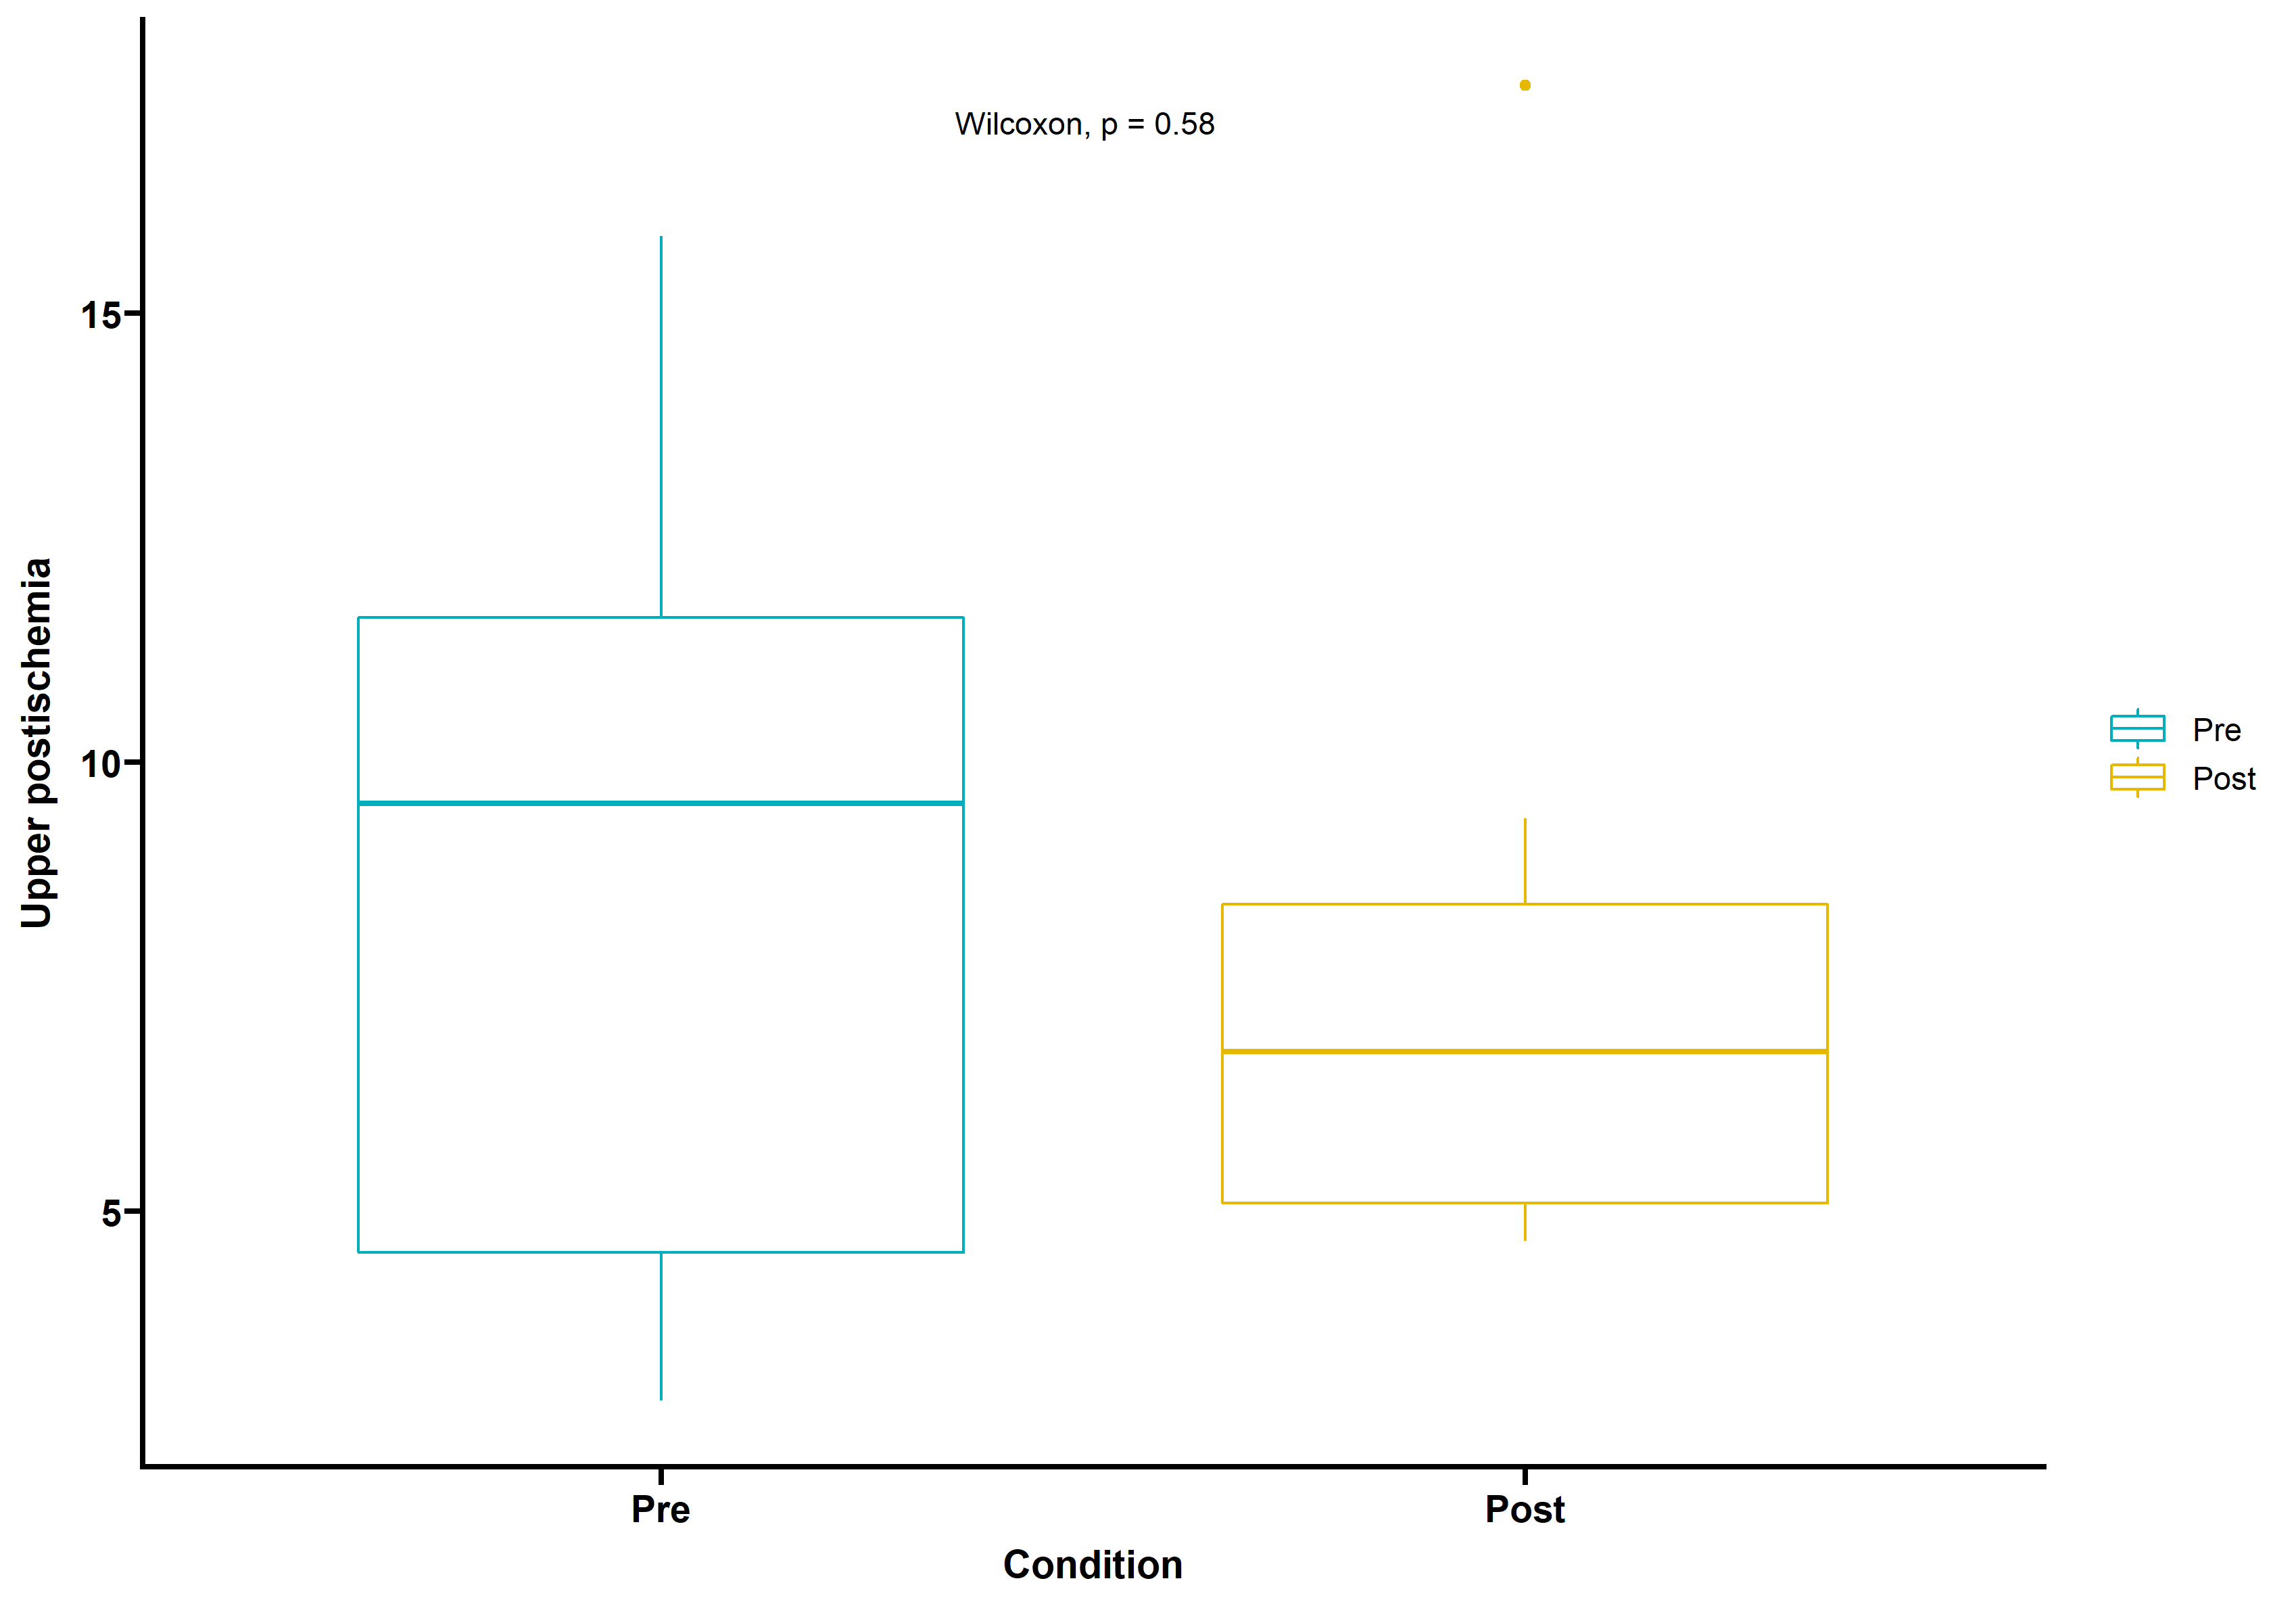 Wilcoxon, p = 0.58
15
10
5
Upper postischemia
Pre
Post
Condition
Pre
Post